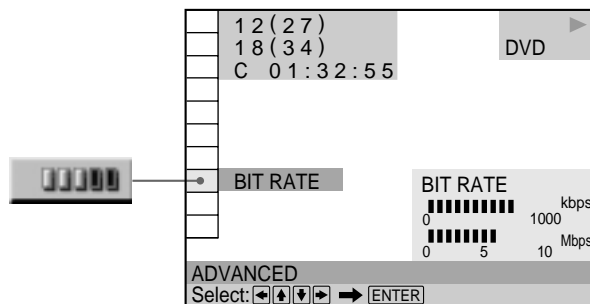 12(27)
18(34)
C 01:32:55
DVD
BIT RATE
BIT RATE
kbps
0 1000
Mbps
0 5 10
ADVANCED
Select: ENTER